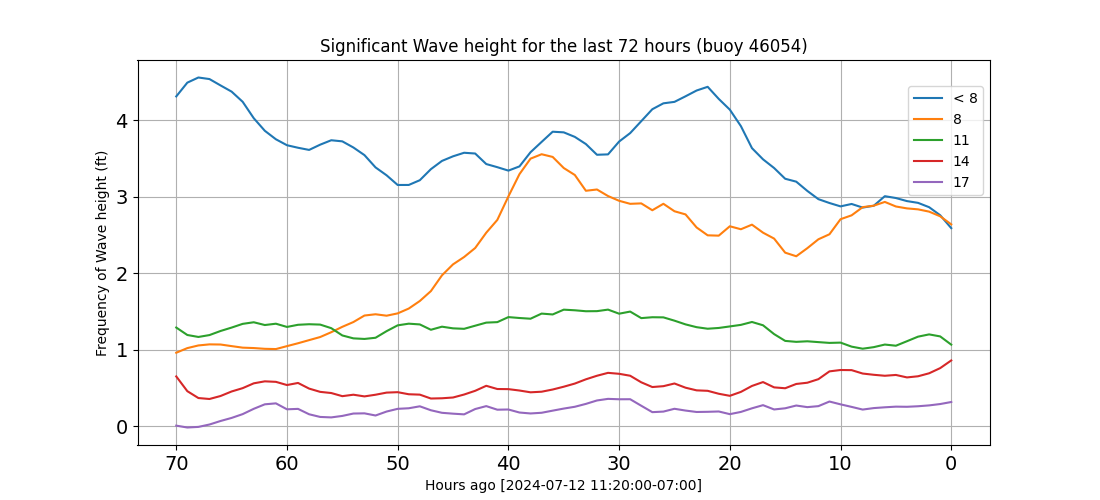 Significant Wave height for the last 72 hours (buoy 46054)
Frequency of Wave height (ft)
4
3
2
1
0
< 8
8
11
14
17
70 60 50 40 30 20 10 0
Hours ago [2024-07-12 11:20:00-07:00]